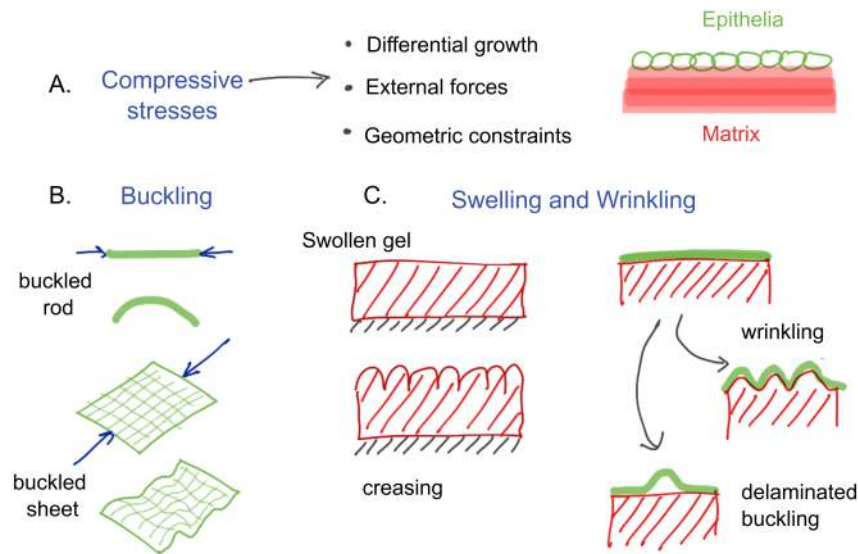 A.
Compressive
stresses
• Differential growth
• External forces
• Geometric constraints
Epithelia
Matrix
B. Buckling
buckled
rod
buckled
sheet
C. Swelling and Wrinkling
Swollen gel
creasing
wrinkling
delaminated
buckling